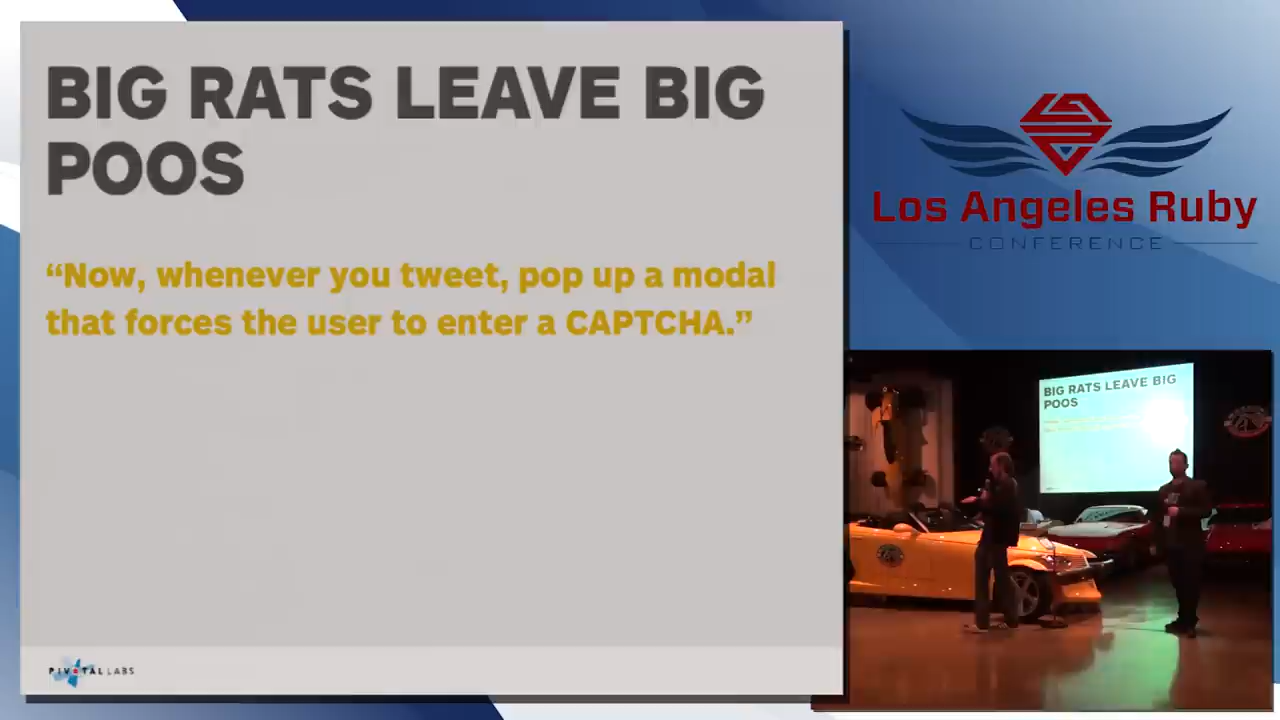 BIG RATS LEAVE BIG
POOS
“Now, whenever you tweet, pop up a modal
that forces the user to enter a CAPTCHA.”
PIVOTAL LABS
Los Angeles Ruby
CONFERENCE
BIG RATS LEAVE BIG
POOS